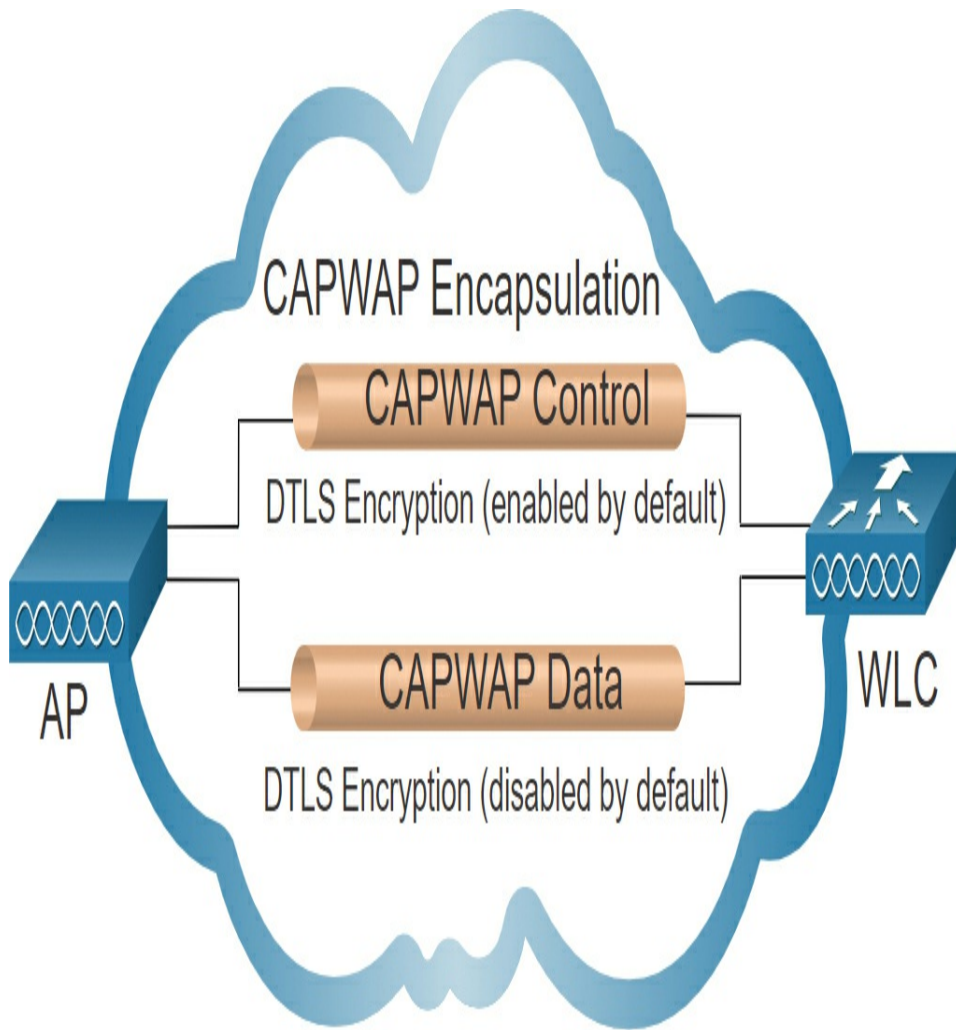 CAPWAP Encapsulation
CAPWAP Control
DTLS Encryption (enabled by default)
AP
WLC
CAPWAP Data
DTLS Encryption (disabled by default)